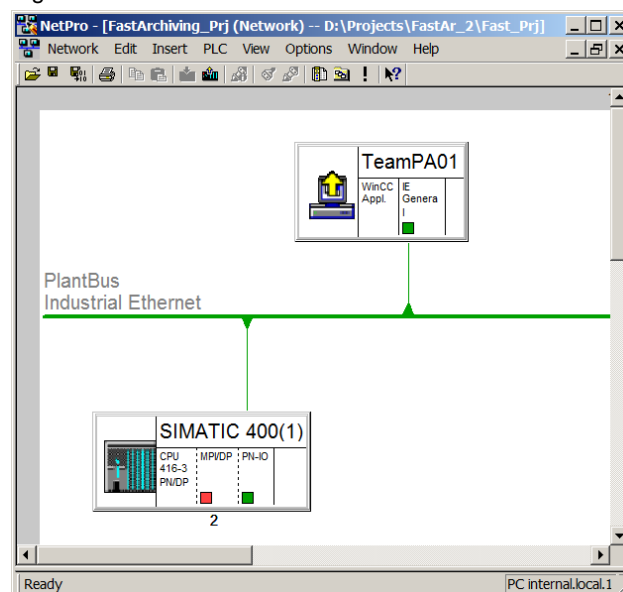 NetPro - [FastArchiving_Prj (Network) -- D:\Projects\FastAr_2\Fast_Prj]
Network Edit Insert PLC View Options Window Help
TeamPA01
WinCC Appl.
IE Genera l
PlantBus
Industrial Ethernet
SIMATIC 400(1)
CPU 416-3 PN/DP
MPI/DP
PN-IO
2
Ready
PC internal.local.1